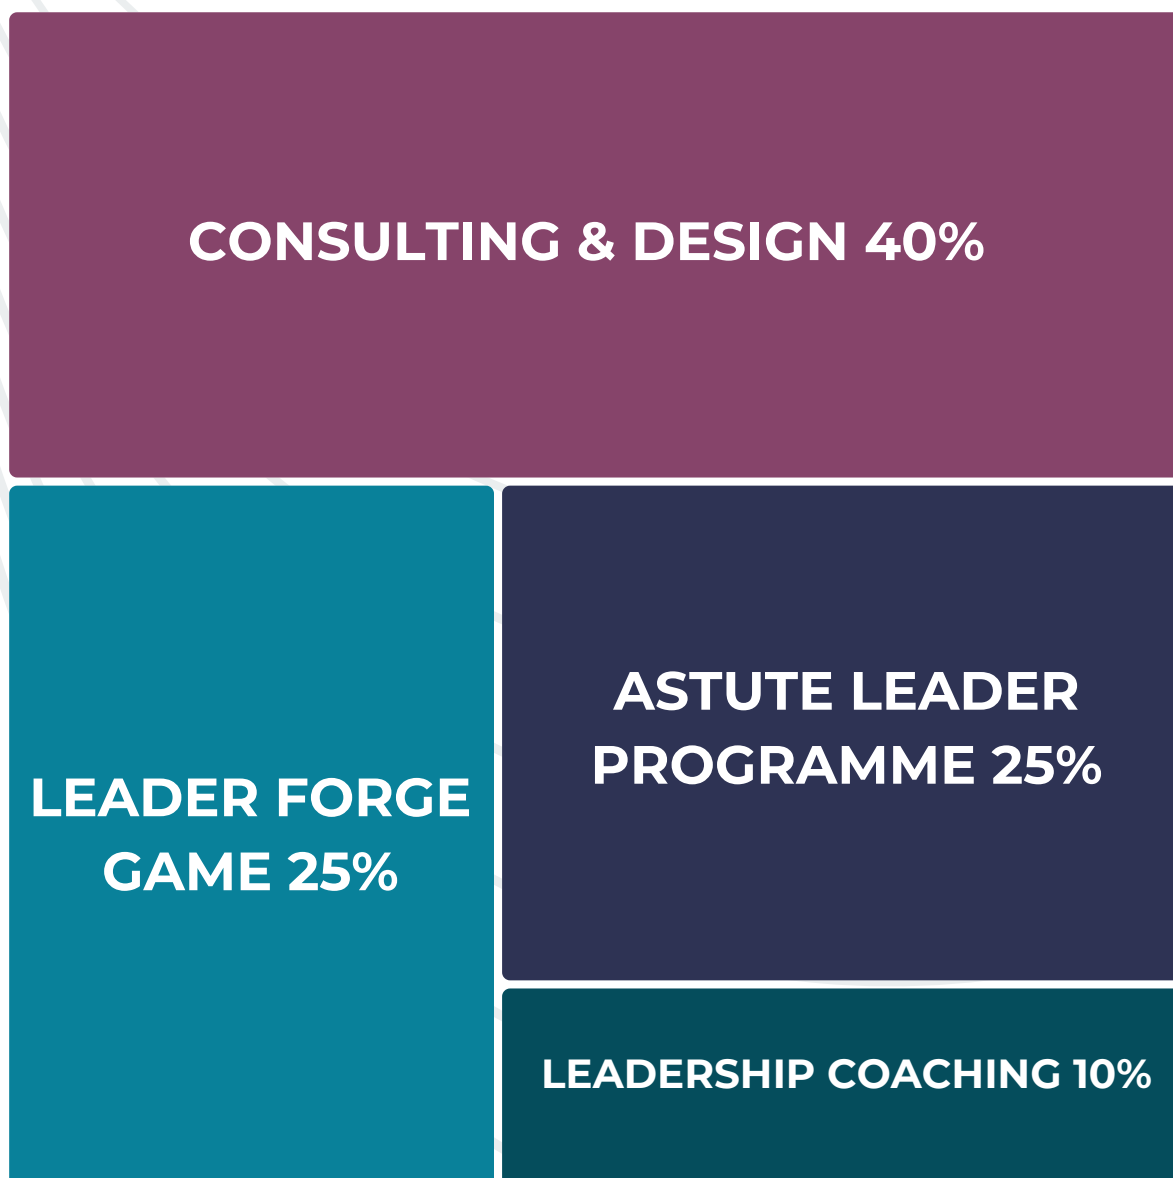 CONSULTING & DESIGN 40%
LEADER FORGE
GAME 25%
ASTUTE LEADER
PROGRAMME 25%
LEADERSHIP COACHING 10%